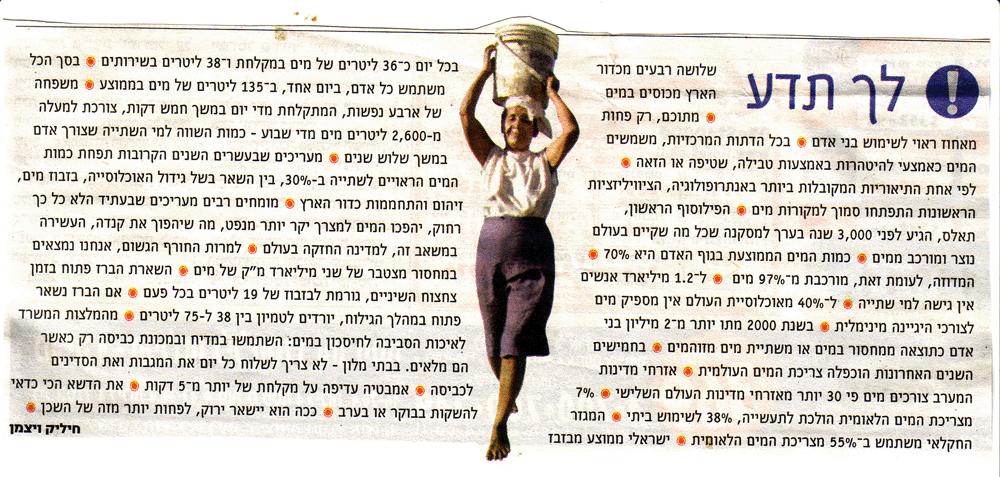 לך תדע
שלושה רבעים מכדור
הארץ מכוסים במים
• מתוכם, רק פחות
מאחוז ראוי לשימוש בני אדם • בכל הדתות המרכזיות, משמשים
המים כאמצעי להיטהרות באמצעות טבילה, שטיפה או הזאה •
לפי אחת התיאוריות המקובלות ביותר באנתרופולוגיה, הציוויליזציות
הראשונות התפתחו סמוך למקורות מים • הפילוסוף הראשון,
תאלס, הגיע לפני 3,000 שנה בערך למסקנה שכל מה שקיים בעולם
נוצר ומורכב ממים • כמות המים הממוצעת בגוף האדם היא 70% •
המדוזה, לעומת זאת, מורכבת מ־97% מים • ל־1.2 מיליארד אנשים
אין גישה למי שתייה • ל־40% מאוכלוסיית העולם אין מספיק מים
לצורכי היגיינה מינימלית • בשנת 2000 מתו יותר מ־2 מיליון בני
אדם כתוצאה ממחסור במים או משתיית מים מזוהמים • בחמישים
השנים האחרונות הוכפלה צריכת המים העולמית • אזרחי מדינות
המערב צורכים מים פי 30 יותר מאזרחי מדינות העולם השלישי • 7%
מצריכת המים הלאומית הולכת לתעשייה, 38% לשימוש ביתי • המגזר
החקלאי משתמש ב־55% מצריכת המים הלאומית • ישראלי ממוצע מבזבז
בכל יום כ־36 ליטרים של מים במקלחת ו־38 ליטרים בשירותים • בסך הכל
משתמש כל אדם, ביום אחד, ב־135 ליטרים של מים בממוצע • משפחה
של ארבע נפשות, המתקלחת מדי יום במשך חמש דקות, צורכת למעלה
מ-2,600 ליטרים מים מדי שבוע - כמות השווה למי השתייה שצורך אדם
במשך שלוש שנים • מעריכים שבעשרים השנים הקרובות תפחת כמות
המים הראויים לשתייה ב-30%, בין השאר בשל גידול האוכלוסייה, בזבוז מים,
זיהום והתחממות כדור הארץ • מומחים רבים מעריכים שבעתיד הלא כל כך
רחוק, יהפכו המים למצרך יקר יותר מנפט, מה שיהפוך את קנדה, העשירה
במשאב זה, למדינה החזקה בעולם • למרות החורף הגשום, אנחנו נמצאים
במחסור מצטבר של שני מיליארד מ״ק של מים • השארת הברז פתוח בזמן
צחצוח השיניים, גורמת לבזבוז של 19 ליטרים בכל פעם • אם הברז נשאר
פתוח במהלך הגילוח, יורדים לטמיון בין 38 ל-75 ליטרים • מהמלצות המשרד
לאיכות הסביבה לחיסכון במים: השתמשו במדיח ובמכונת כביסה רק כאשר
הם מלאים. בבתי מלון - לא צריך לשלוח כל יום את המגבות ואת הסדינים
לכביסה • אמבטיה עדיפה על מקלחת של יותר מ־5 דקות • את הדשא הכי כדאי
להשקות בבוקר או בערב • ככה הוא יישאר ירוק, לפחות יותר מזה של השכן •
חיליק ויצמן